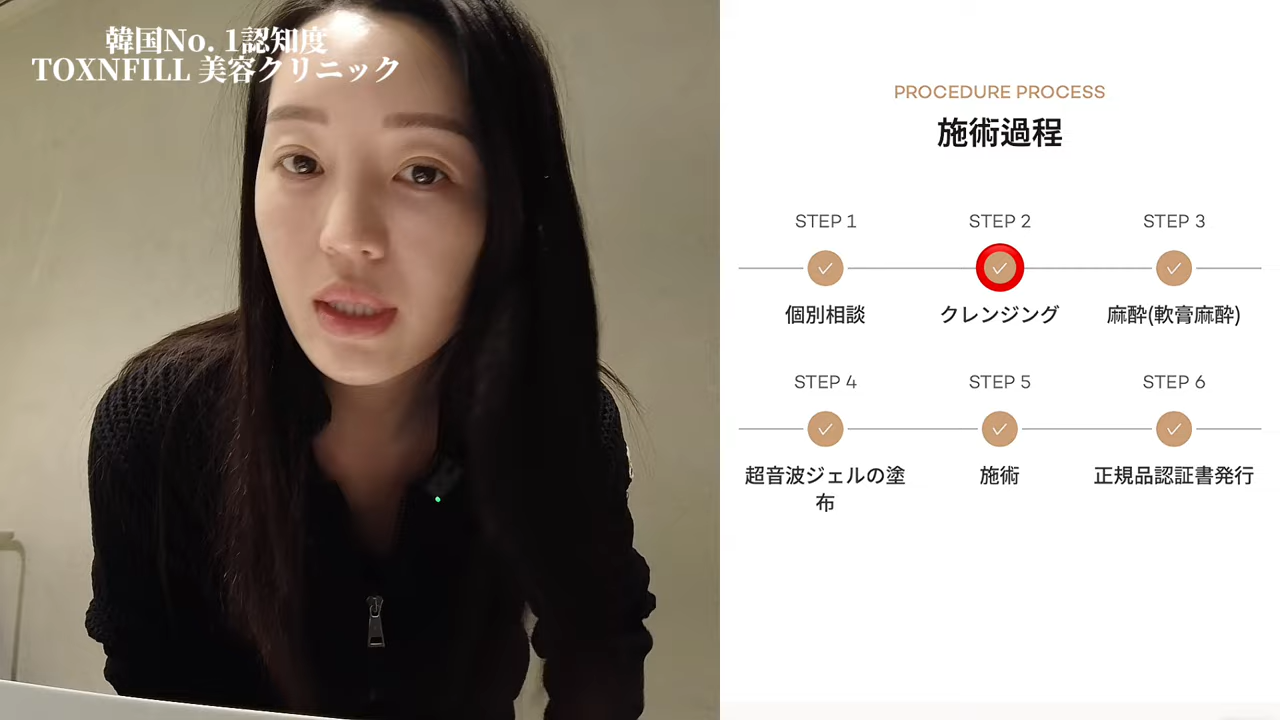 韓国No. 1認知度
TOXNFILL 美容クリニック
PROCEDURE PROCESS
施術過程
STEP 1
STEP 2
STEP 3
個別相談
クレンジング
麻酔(軟膏麻酔)
STEP 4
STEP 5
STEP 6
超音波ジェルの塗
布
施術
正規品認証書発行